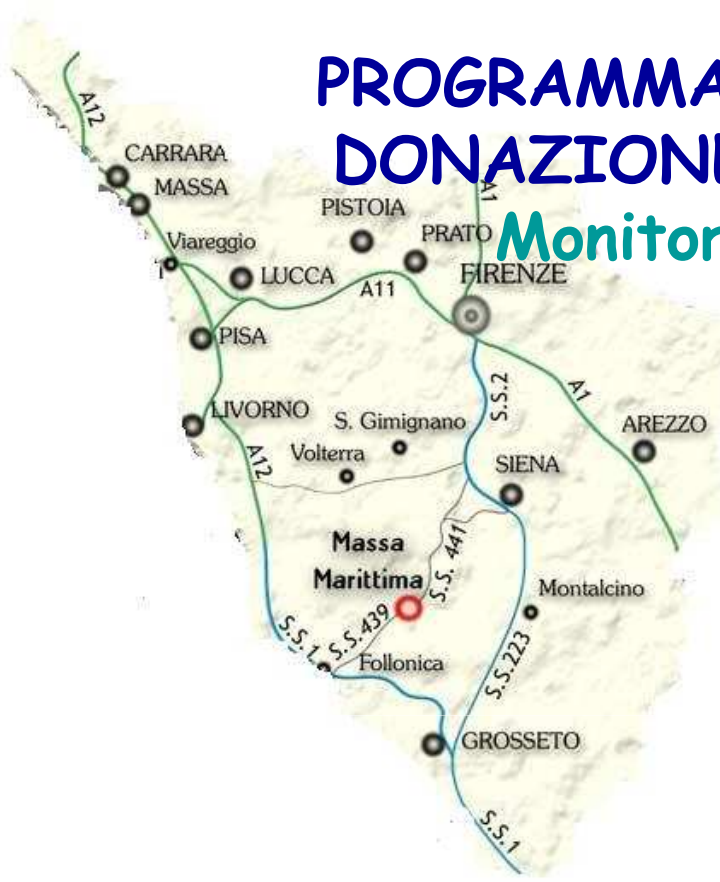 PROGRAMMA
DONAZION
Monitor
A12
CARRARA
MASSA
A1
PISTOIA
PRATO
Viareggio
FIRENZE
LUCCA
A11
PISA
S.S.2
A1
LIVORNO
S. Gimignano
AREZZO
A12
Volterra
SIENA
Massa
Marittima
S.S. 441
Montalcino
S.S.1
S.S.439
Follonica
S.S.223
GROSSETO
S.S.1